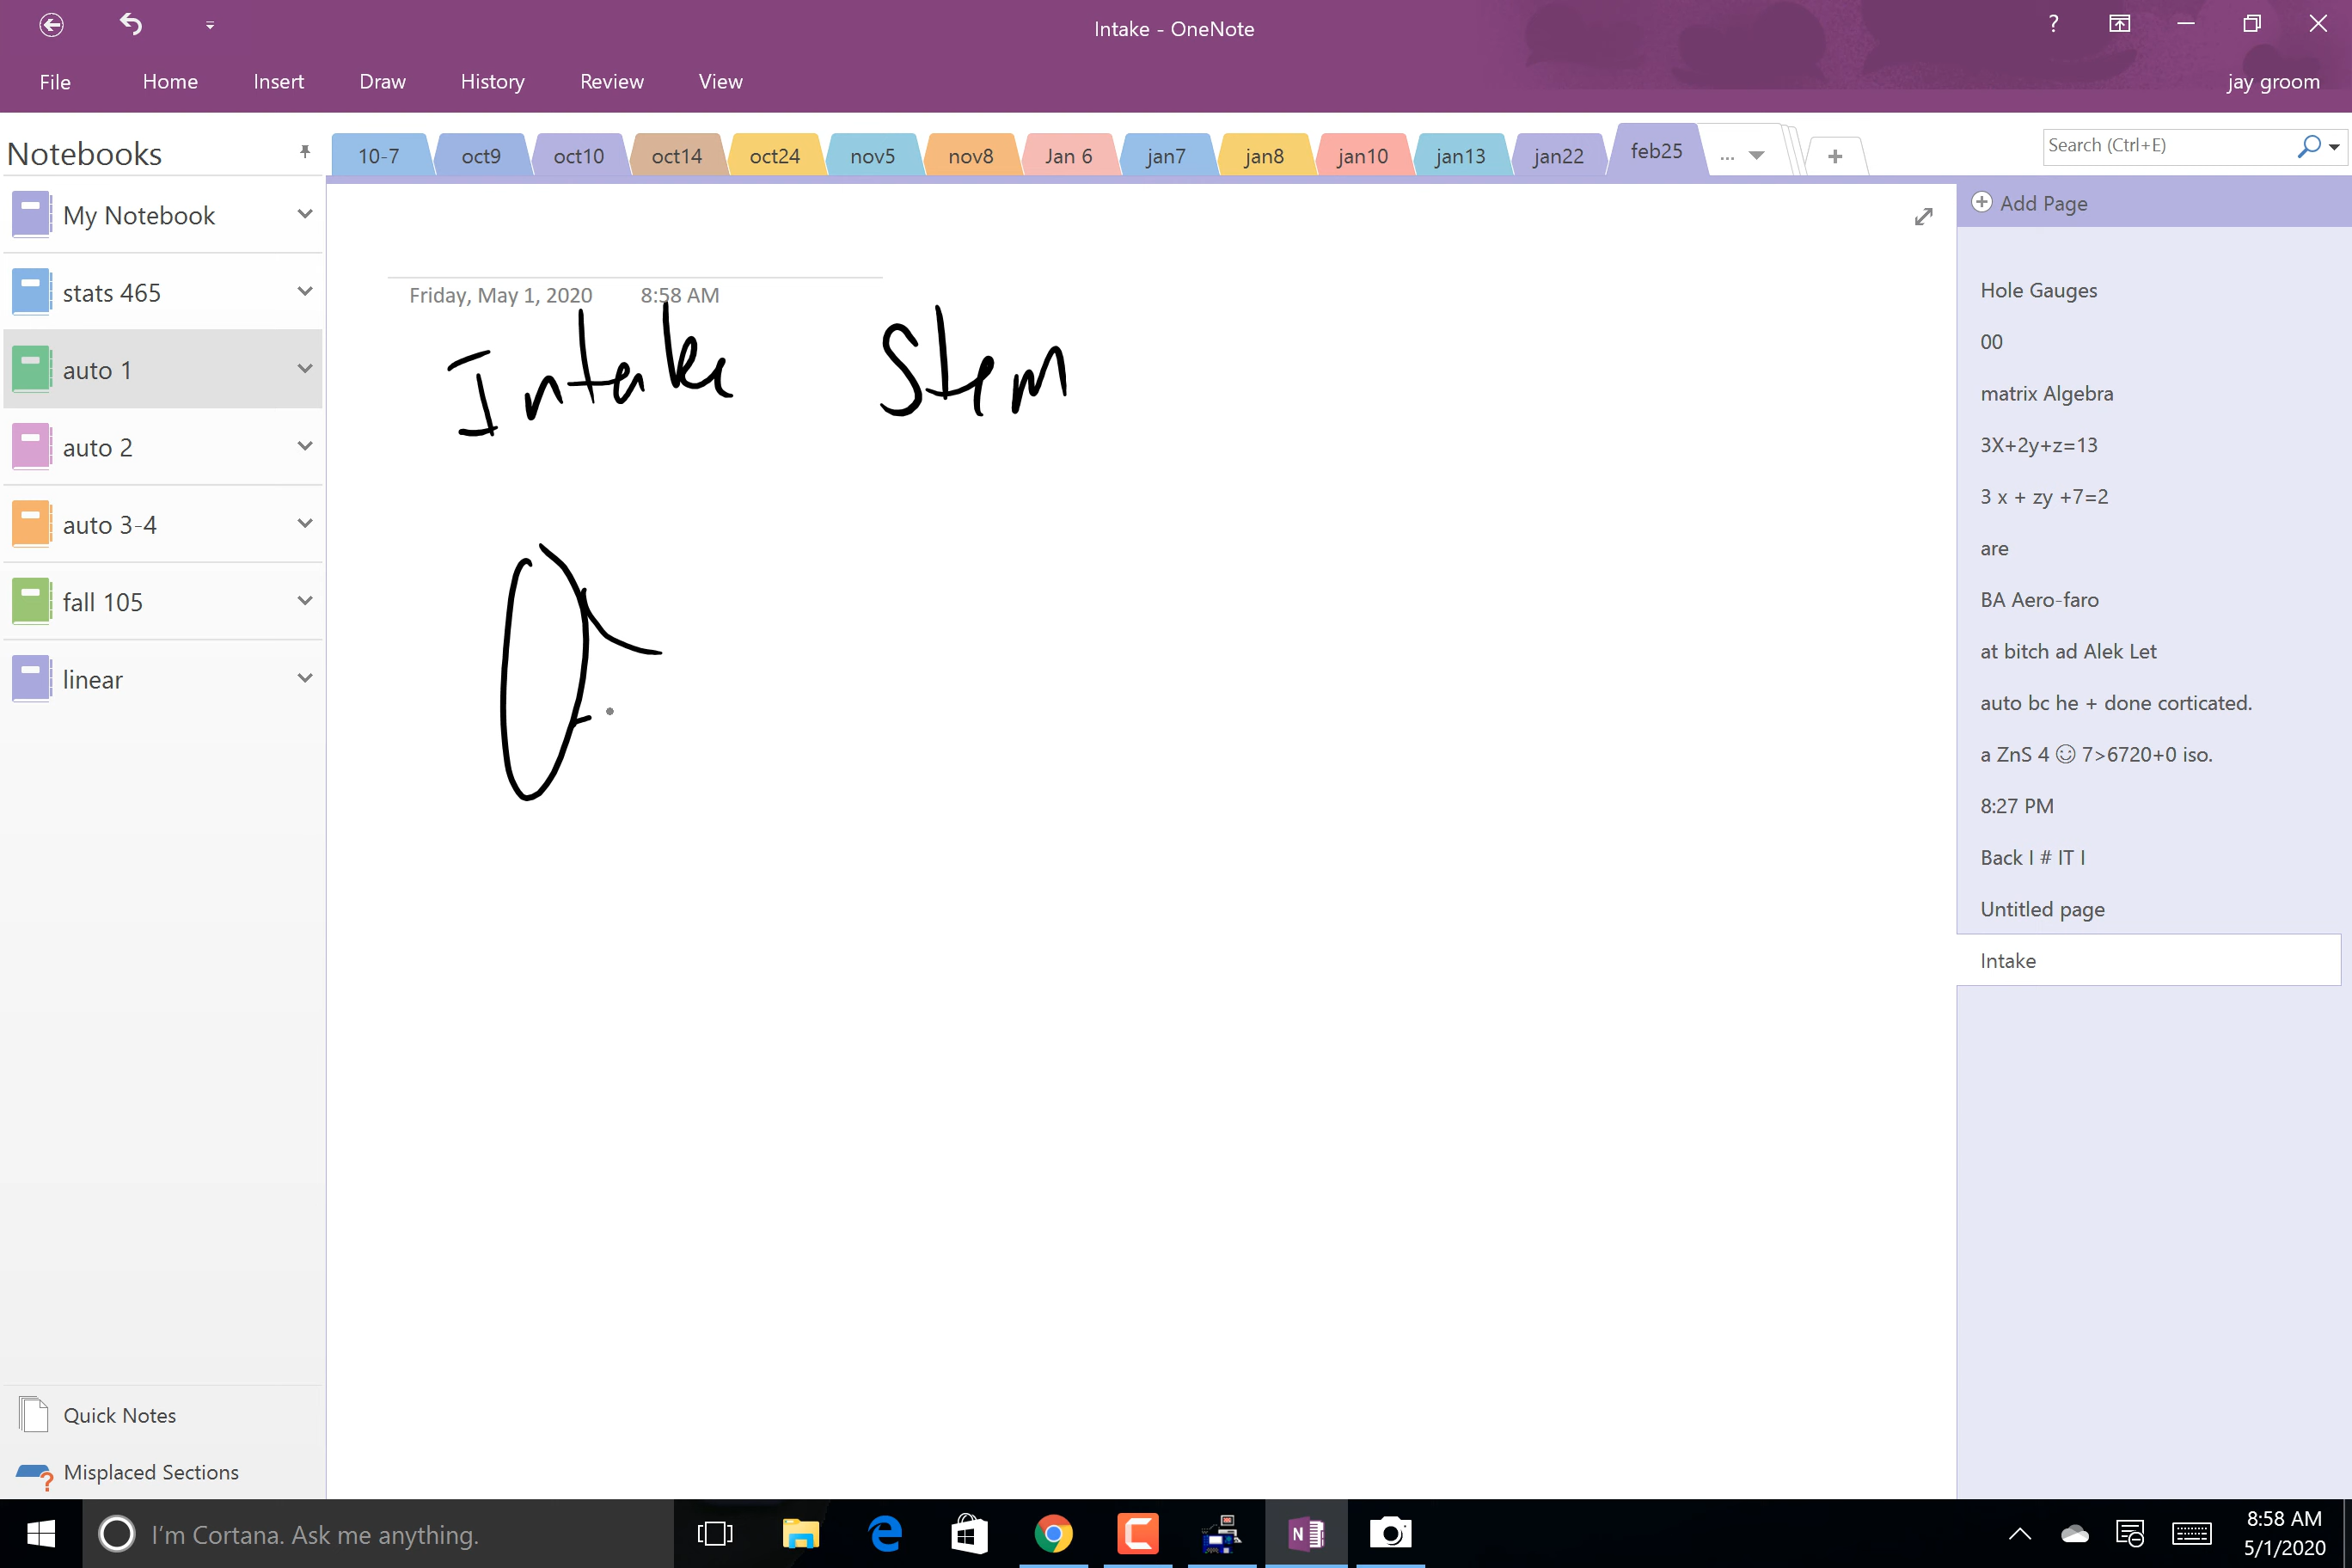 Intake - OneNote
File Home Insert Draw History Review View jay groom
Notebooks
10-7 oct9 oct10 oct14 oct24 nov5 nov8 Jan 6 jan7 jan8 jan10 jan13 jan22 feb25 ...
Search (Ctrl+E)
My Notebook
stats 465
auto 1
auto 2
auto 3-4
fall 105
linear
Quick Notes
Misplaced Sections
Friday, May 1, 2020 8:58 AM
Intake Stem
Add Page
Hole Gauges
00
matrix Algebra
3X+2y+z=13
3 x + zy +7=2
are
BA Aero-faro
at bitch ad Alek Let
auto bc he + done corticated.
a ZnS 4 ☺ 7>6720+0 iso.
8:27 PM
Back I # IT I
Untitled page
Intake
I'm Cortana. Ask me anything.
8:58 AM
5/1/2020